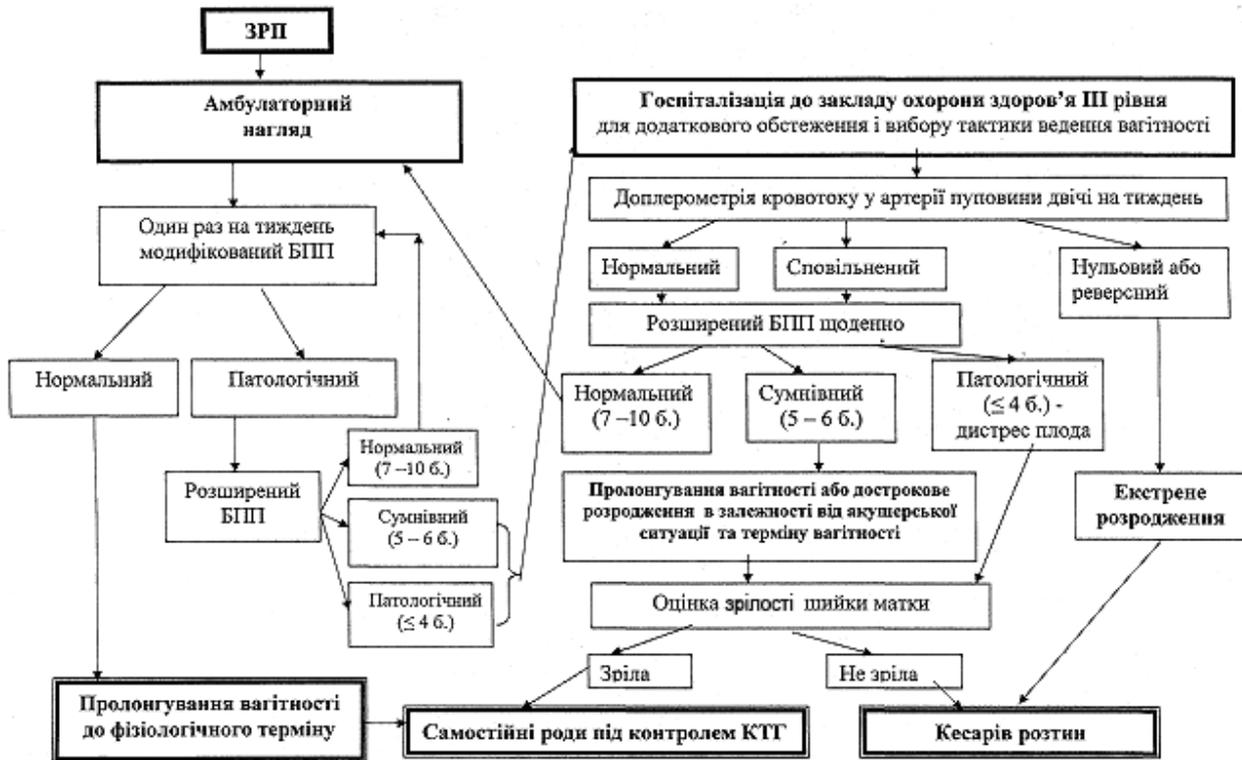 ЗРП
Амбулаторний
нагляд
Один раз на тиждень
модифікований БПП
Нормальний
Патологічний
Розширений
БПП
Нормальний
(7 –10 б.)
Сумнівний
(5 – 6 б.)
Патологічний
(≤ 4 б.)
Пролонгування вагітності
до фізіологічного терміну
Госпіталізація до закладу охорони здоров'я III рівня
для додаткового обстеження і вибору тактики ведення вагітності
Доплерометрія кровотоку у артерії пуповини двічі на тиждень
Нормальний
Сповільнений
Нульовий або
реверсний
Розширений БПП щоденно
Нормальний
(7 –10 б.)
Сумнівний
(5 – 6 б.)
Патологічний
(≤ 4 б.) -
дистрес плода
Пролонгування вагітності або дострокове
розродження в залежності від акушерської
ситуації та терміну вагітності
Екстрене
розродження
Оцінка зрілості шийки матки
Зріла
Не зріла
Самостійні роди під контролем КТГ
Кесарів розтин